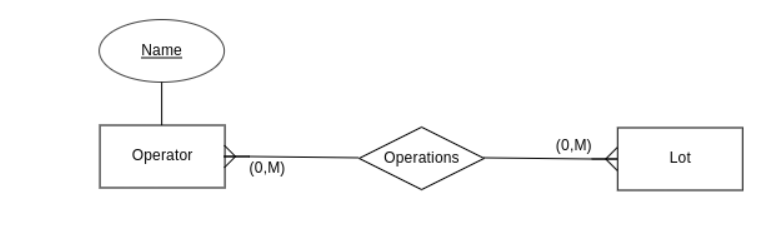 Name
Operator
(0,M)
Operations
(0,M)
Lot